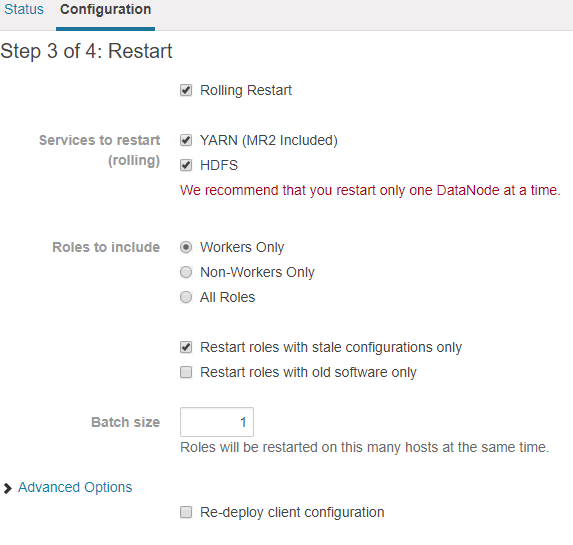 Status Configuration
Step 3 of 4: Restart
Rolling Restart
Services to restart (rolling)
YARN (MR2 Included)
HDFS
We recommend that you restart only one DataNode at a time.
Roles to include
Workers Only
Non-Workers Only
All Roles
Restart roles with stale configurations only
Restart roles with old software only
Batch size 1
Roles will be restarted on this many hosts at the same time.
Advanced Options
Re-deploy client configuration